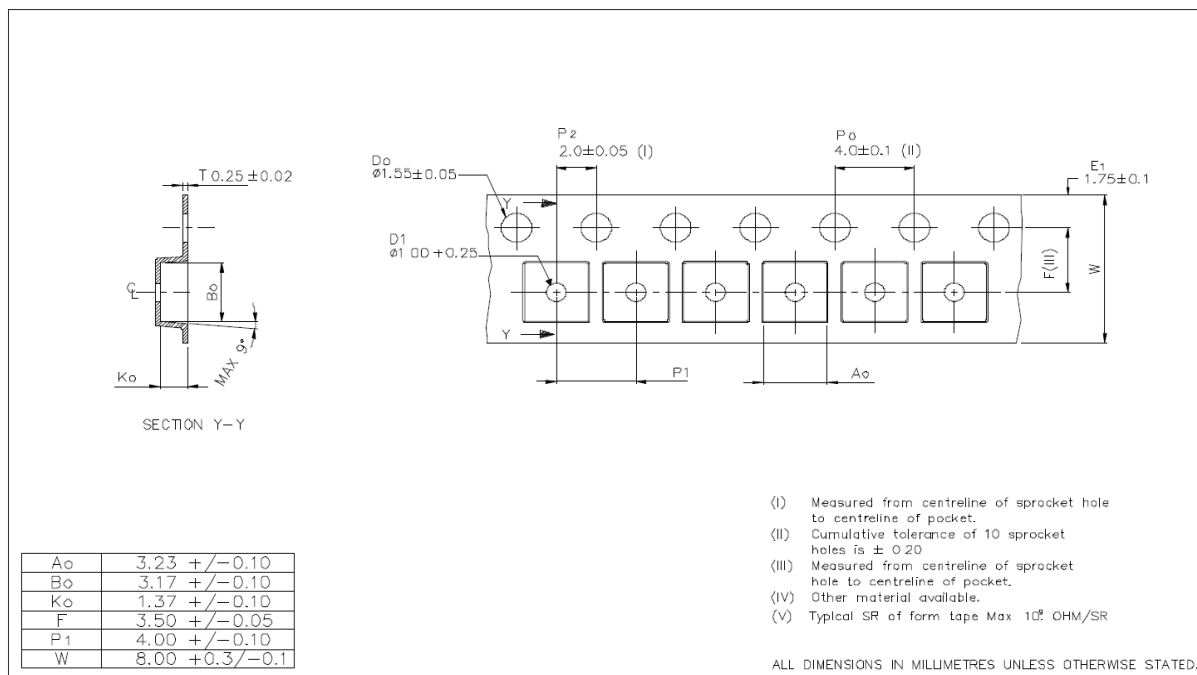 P2
2.0±0.05 (I)
Po
4.0±0.1 (II)
E1
1.75±0.1
Do
ø1.55±0.05
T 0.25±0.02
Y
D1
ø1.00 +0.25
F(III)
W
Bo
Y
MAX 9°
Ko
P1
Ao
SECTION Y-Y
(I) Measured from centreline of sprocket hole
to centreline of pocket.
(II) Cumulative tolerance of 10 sprocket
holes is ± 0.20
(III) Measured from centreline of sprocket
hole to centreline of pocket.
(IV) Other material available.
(V) Typical SR of form tape Max 10⁹ OHM/SR
Ao 3.23 +/-0.10
Bo 3.17 +/-0.10
Ko 1.37 +/-0.10
F 3.50 +/-0.05
P1 4.00 +/-0.10
W 8.00 +0.3/-0.1
ALL DIMENSIONS IN MILLIMETRES UNLESS OTHERWISE STATED.